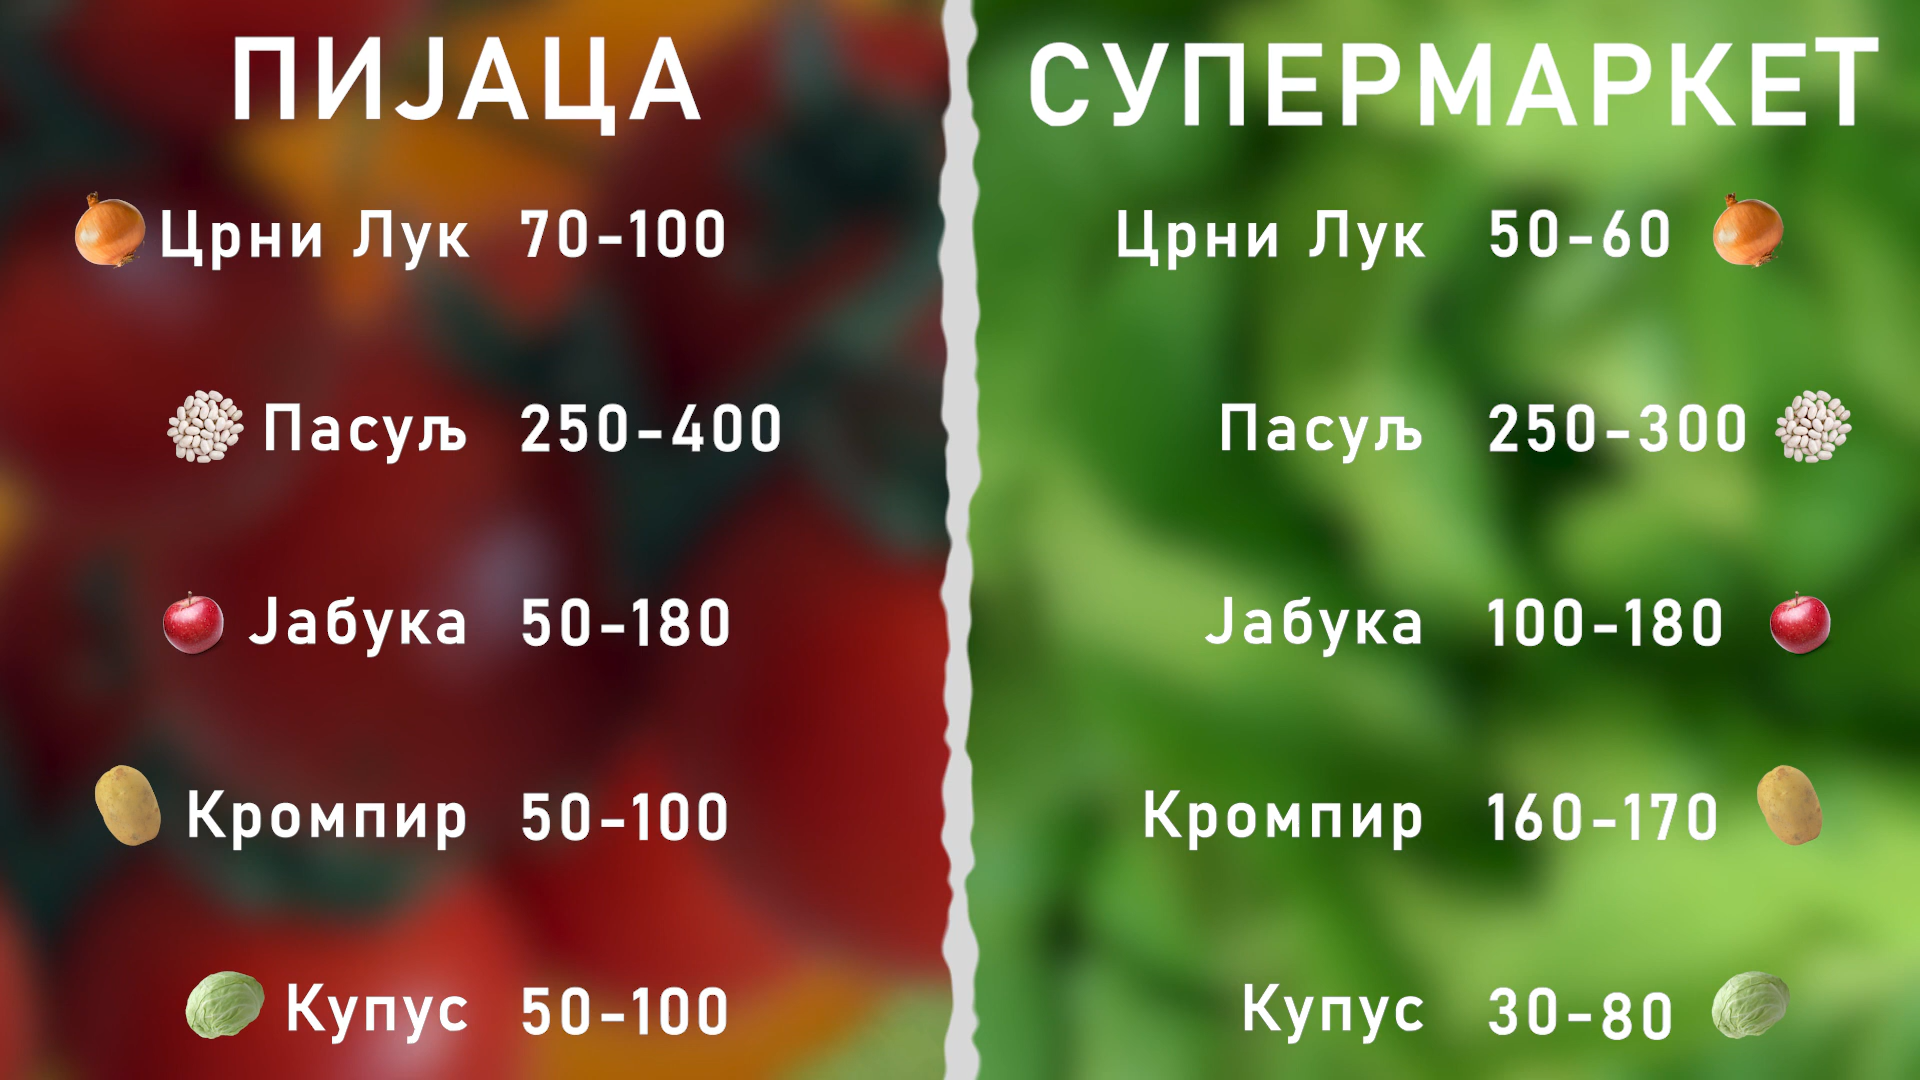 ПИЈАЦА
Црни Лук 70-100
Пасуљ 250-400
Јабука 50-180
Кромпир 50-100
Купус 50-100
СУПЕРМАРКЕТ
Црни Лук 50-60
Пасуљ 250-300
Јабука 100-180
Кромпир 160-170
Купус 30-80